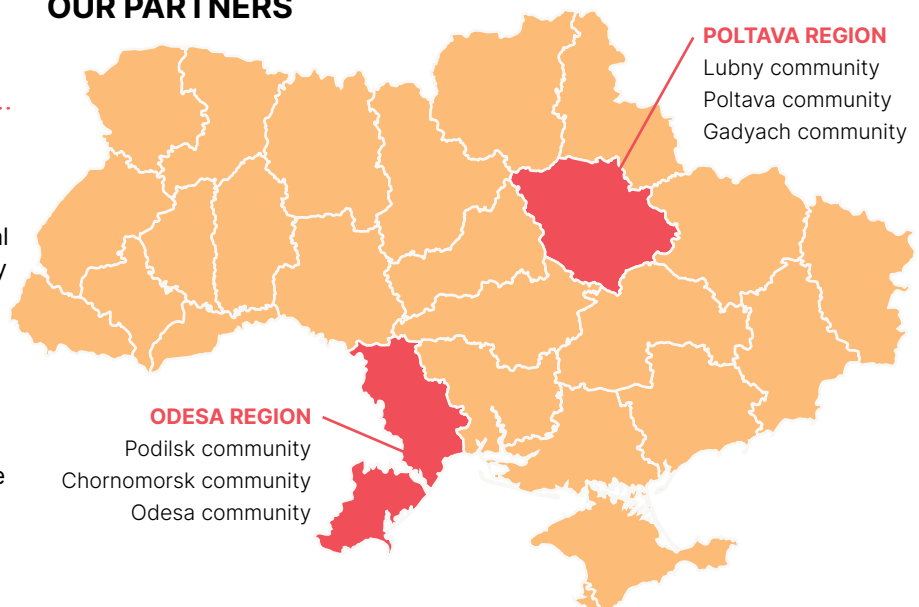 OUR PARTNERS
POLTAVA REGION
Lubny community
Poltava community
Gadyach community
ODESA REGION
Podilsk community
Chornomorsk community
Odesa community